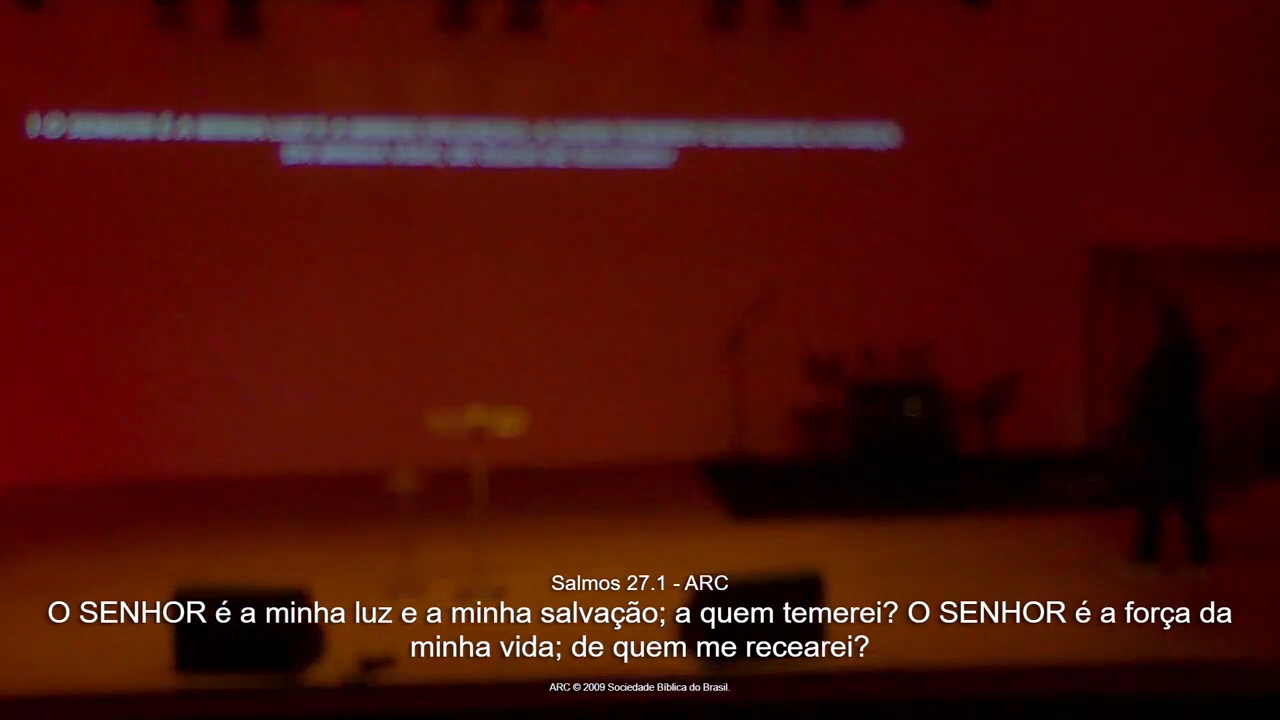 Salmos 27.1 - ARC
O SENHOR é a minha luz e a minha salvação; a quem temerei? O SENHOR é a força da
minha vida; de quem me recearei?
ARC © 2009 Sociedade Bíblica do Brasil.